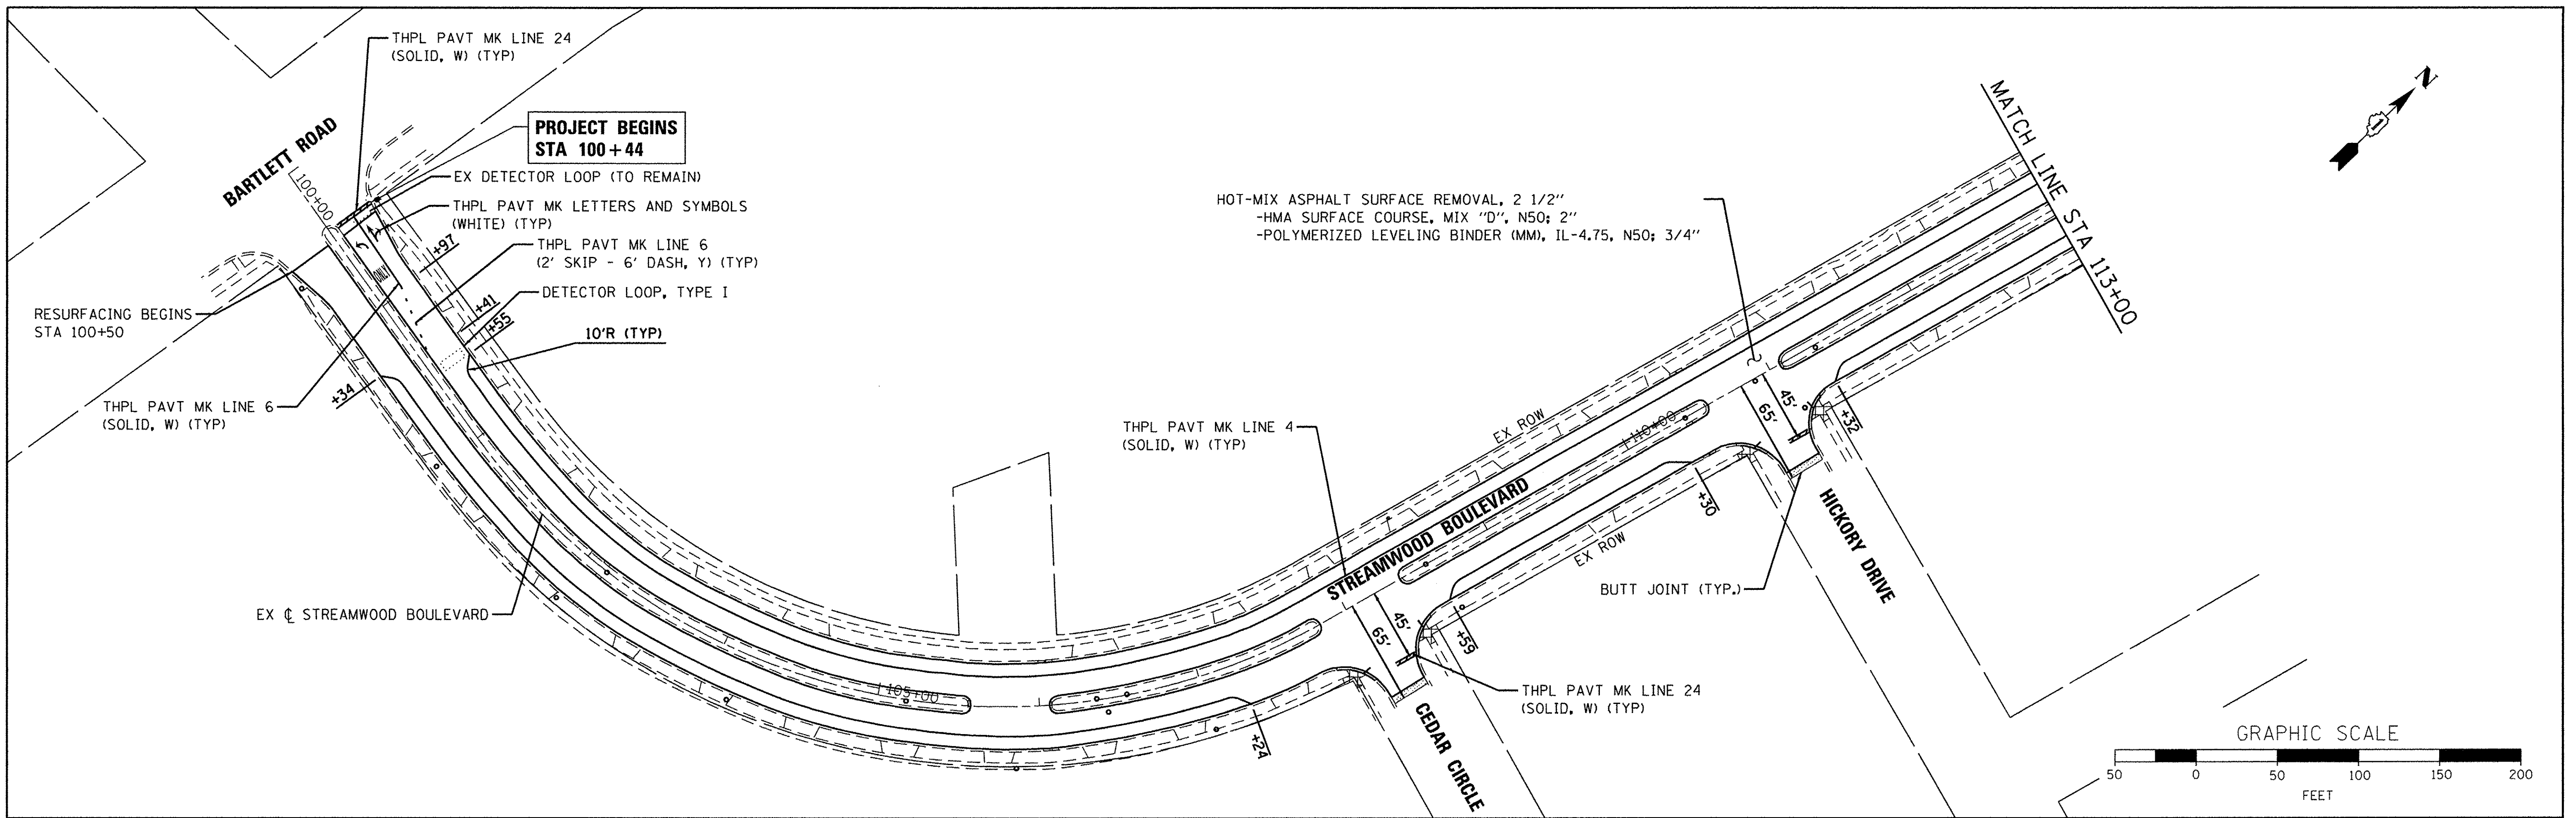 THPL PAVT MK LINE 24
(SOLID, W) (TYP)
BARTLETT ROAD
100+00
PROJECT BEGINS
STA 100+44
EX DETECTOR LOOP (TO REMAIN)
THPL PAVT MK LETTERS AND SYMBOLS
(WHITE) (TYP)
+97
THPL PAVT MK LINE 6
(2' SKIP - 6' DASH, Y) (TYP)
ONLY
DETECTOR LOOP, TYPE I
+41
+55
10'R (TYP)
RESURFACING BEGINS
STA 100+50
+34
THPL PAVT MK LINE 6
(SOLID, W) (TYP)
EX ℄ STREAMWOOD BOULEVARD
105+00
HOT-MIX ASPHALT SURFACE REMOVAL, 2 1/2"
-HMA SURFACE COURSE, MIX "D", N50; 2"
-POLYMERIZED LEVELING BINDER (MM), IL-4.75, N50; 3/4"
MATCH LINE STA 113+00
N
EX ROW
THPL PAVT MK LINE 4
(SOLID, W) (TYP)
STREAMWOOD BOULEVARD
110+00
45'
65'
+32
+30
EX ROW
HICKORY DRIVE
BUTT JOINT (TYP.)
45'
65'
+59
THPL PAVT MK LINE 24
(SOLID, W) (TYP)
+24
CEDAR CIRCLE
GRAPHIC SCALE
50 0 50 100 150 200
FEET